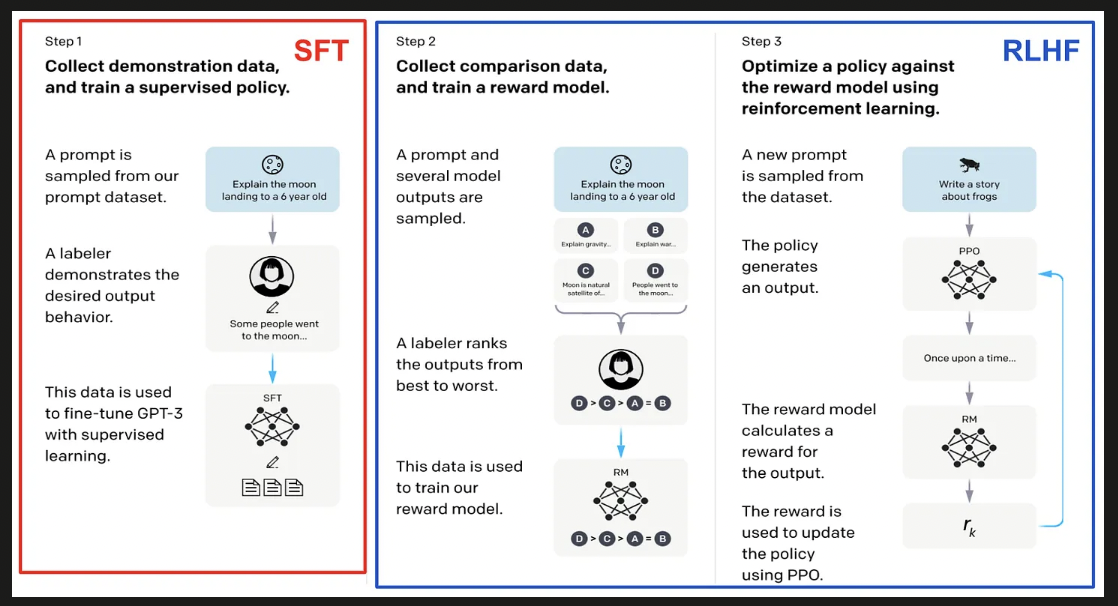 Step 1
SFT
Collect demonstration data,
and train a supervised policy.
A prompt is
sampled from our
prompt dataset.
Explain the moon
landing to a 6 year old
A labeler
demonstrates the
desired output
behavior.
Some people went
to the moon...
This data is used
to fine-tune GPT-3
with supervised
learning.
SFT
Step 2
Collect comparison data,
and train a reward model.
A prompt and
several model
outputs are
sampled.
Explain the moon
landing to a 6 year old
A
Explain gravity...
B
Explain war...
C
Moon is natural
satellite of...
D
People went to
the moon...
A labeler ranks
the outputs from
best to worst.
D > C > A = B
This data is used
to train our
reward model.
RM
D > C > A = B
Step 3
RLHF
Optimize a policy against
the reward model using
reinforcement learning.
A new prompt
is sampled from
the dataset.
Write a story
about frogs
The policy
generates
an output.
PPO
Once upon a time...
The reward model
calculates a
reward for
the output.
RM
The reward is
used to update
the policy
using PPO.
rk